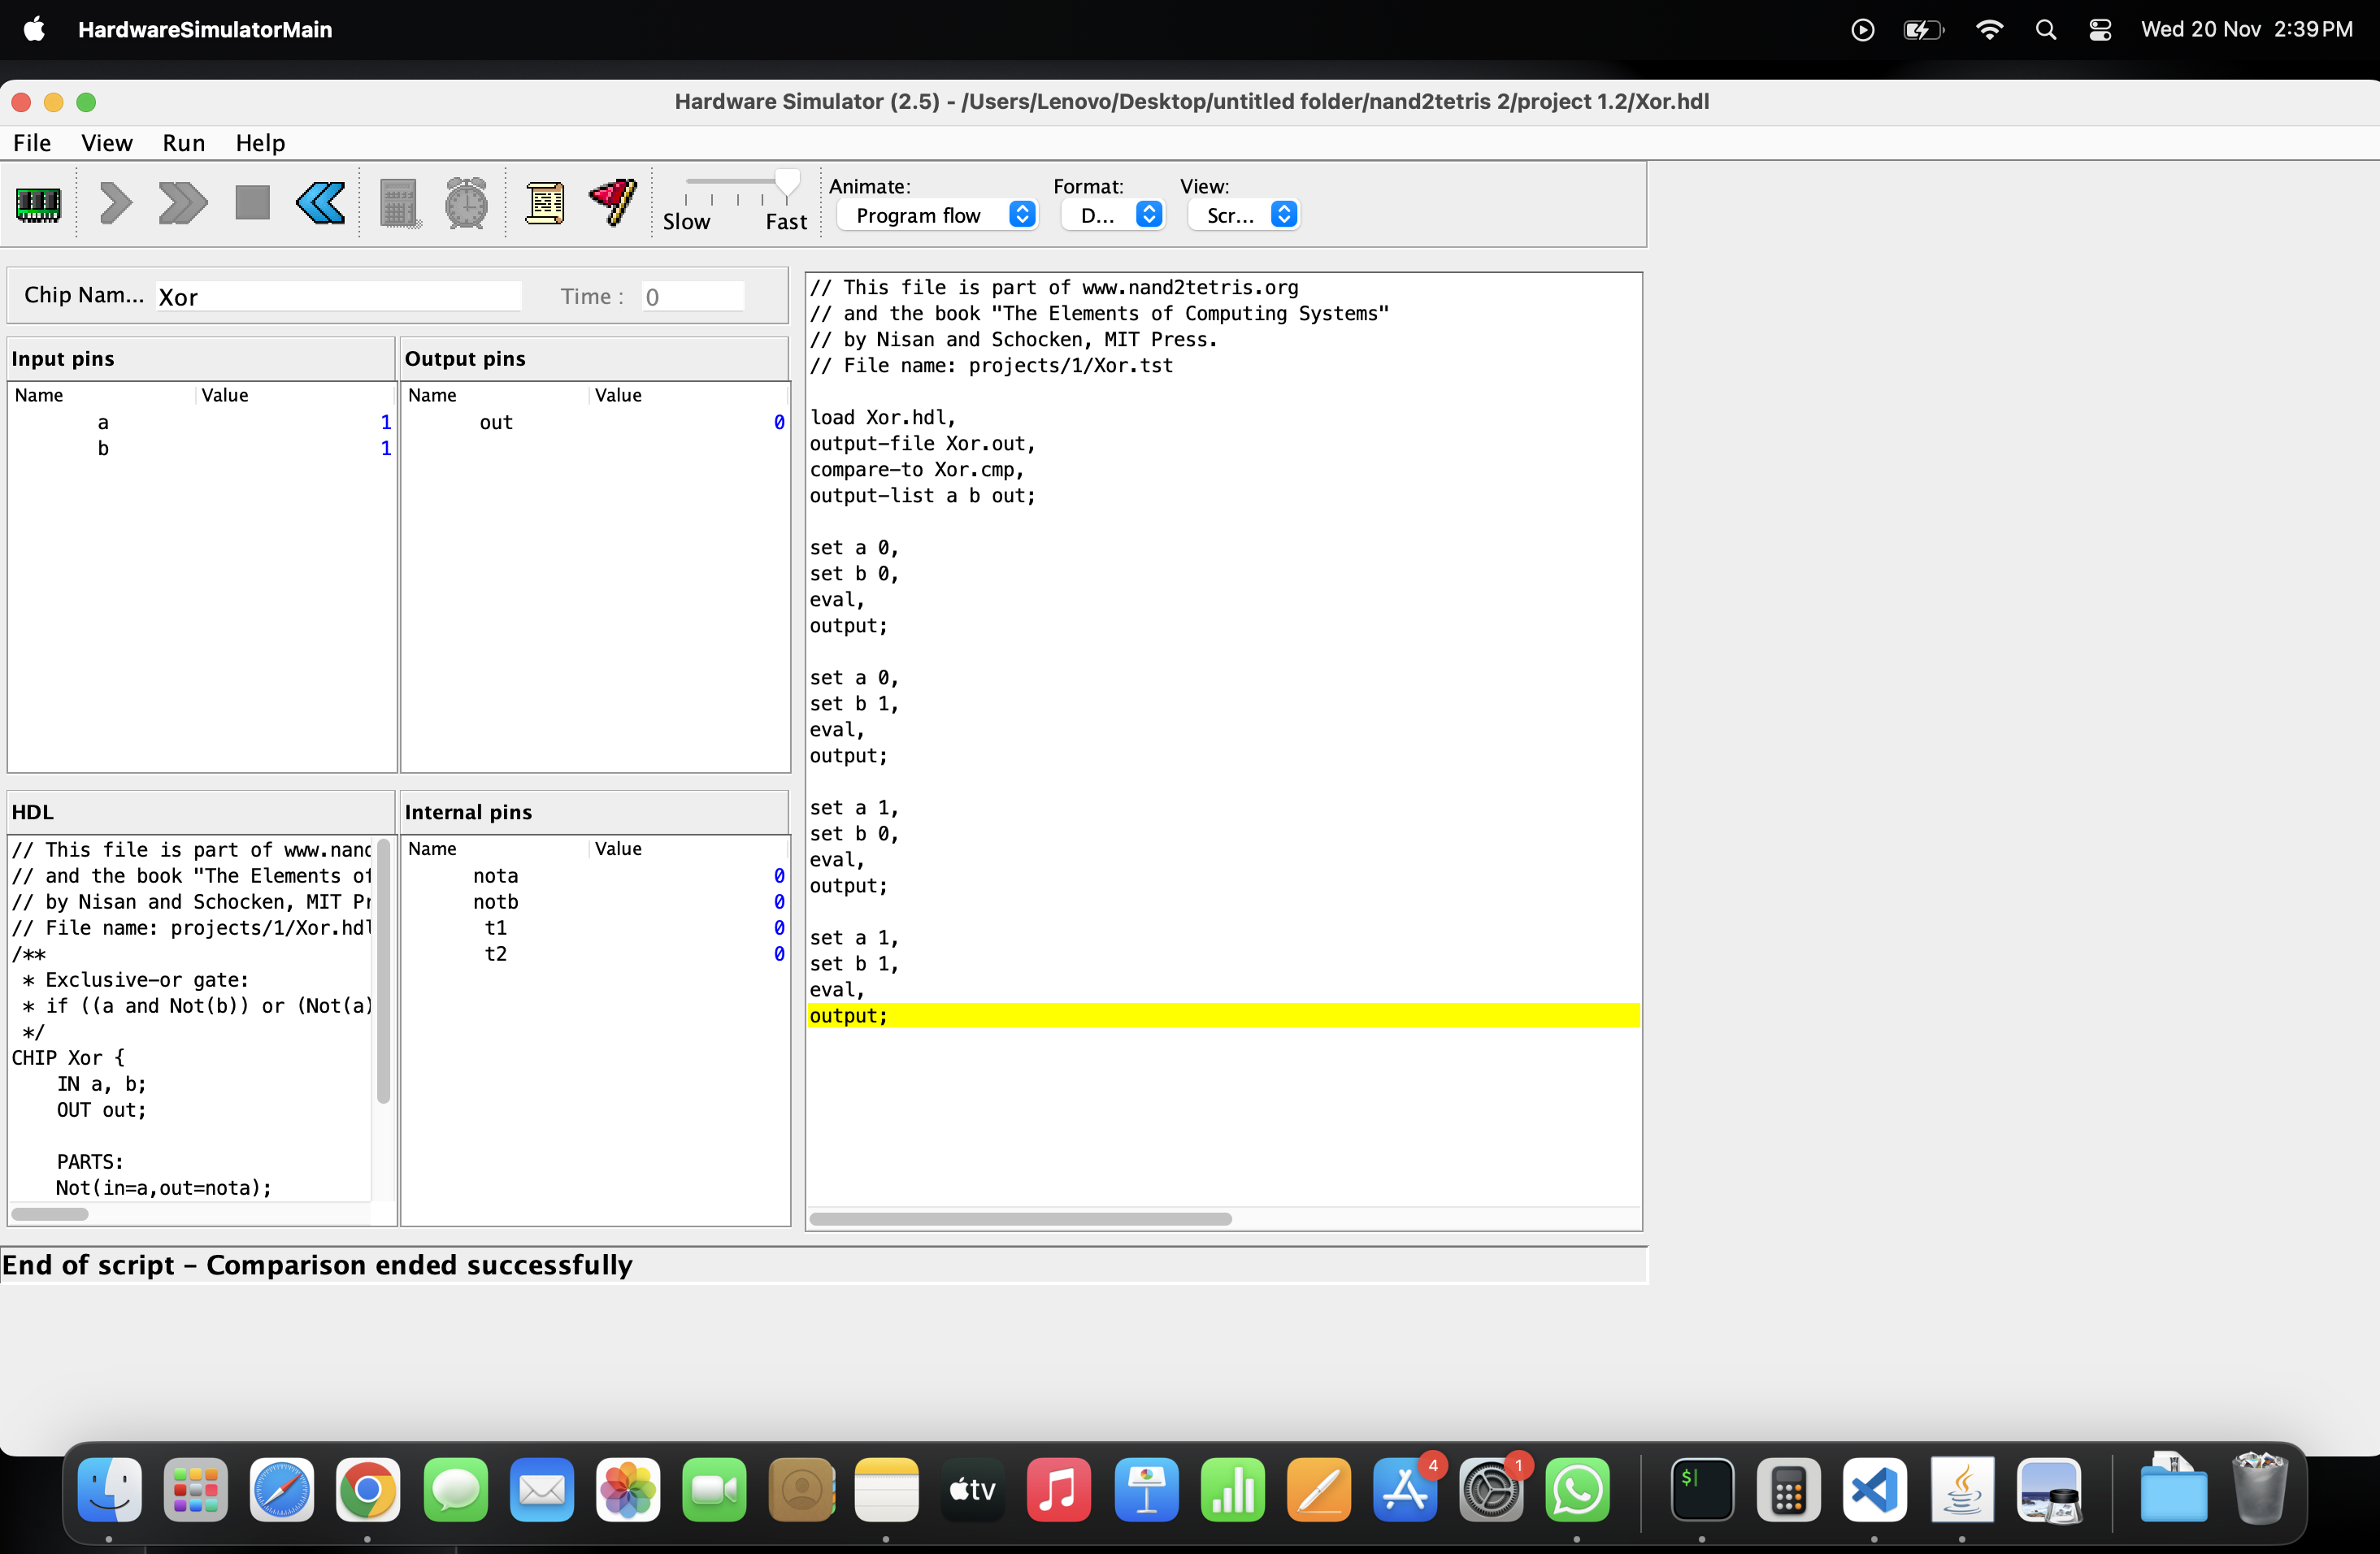 HardwareSimulatorMain
Wed 20 Nov 2:39 PM
Hardware Simulator (2.5) - /Users/Lenovo/Desktop/untitled folder/nand2tetris 2/project 1.2/Xor.hdl
File View Run Help
Slow Fast
Animate: Format: View:
Program flow D... Scr...
Chip Nam... Xor Time : 0
Input pins
Name Value
a 1
b 1
Output pins
Name Value
out 0
HDL
// This file is part of www.nand
// and the book "The Elements of
// by Nisan and Schocken, MIT Pr
// File name: projects/1/Xor.hdl
/**
* Exclusive-or gate:
* if ((a and Not(b)) or (Not(a)
*/
CHIP Xor {
IN a, b;
OUT out;
PARTS:
Not(in=a,out=nota);
Internal pins
Name Value
nota 0
notb 0
t1 0
t2 0
// This file is part of www.nand2tetris.org
// and the book "The Elements of Computing Systems"
// by Nisan and Schocken, MIT Press.
// File name: projects/1/Xor.tst
load Xor.hdl,
output-file Xor.out,
compare-to Xor.cmp,
output-list a b out;
set a 0,
set b 0,
eval,
output;
set a 0,
set b 1,
eval,
output;
set a 1,
set b 0,
eval,
output;
set a 1,
set b 1,
eval,
output;
End of script - Comparison ended successfully
tv
4
1
$